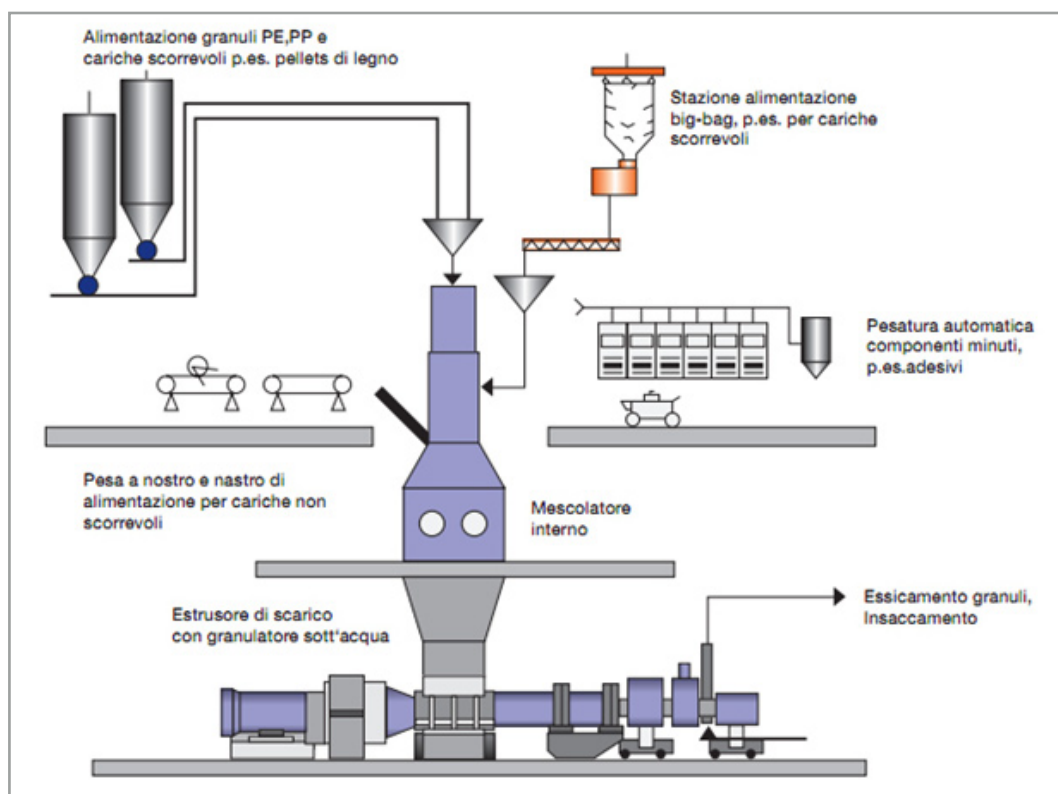 Alimentazione granuli PE,PP e
cariche scorrevoli p.es. pellets di legno
Stazione alimentazione
big-bag, p.es. per cariche
scorrevoli
Pesatura automatica
componenti minuti,
p.es.adesivi
Pesa a nostro e nastro di
alimentazione per cariche non
scorrevoli
Mescolatore
interno
Estrusore di scarico
con granulatore sott'acqua
Essicamento granuli,
Insaccamento